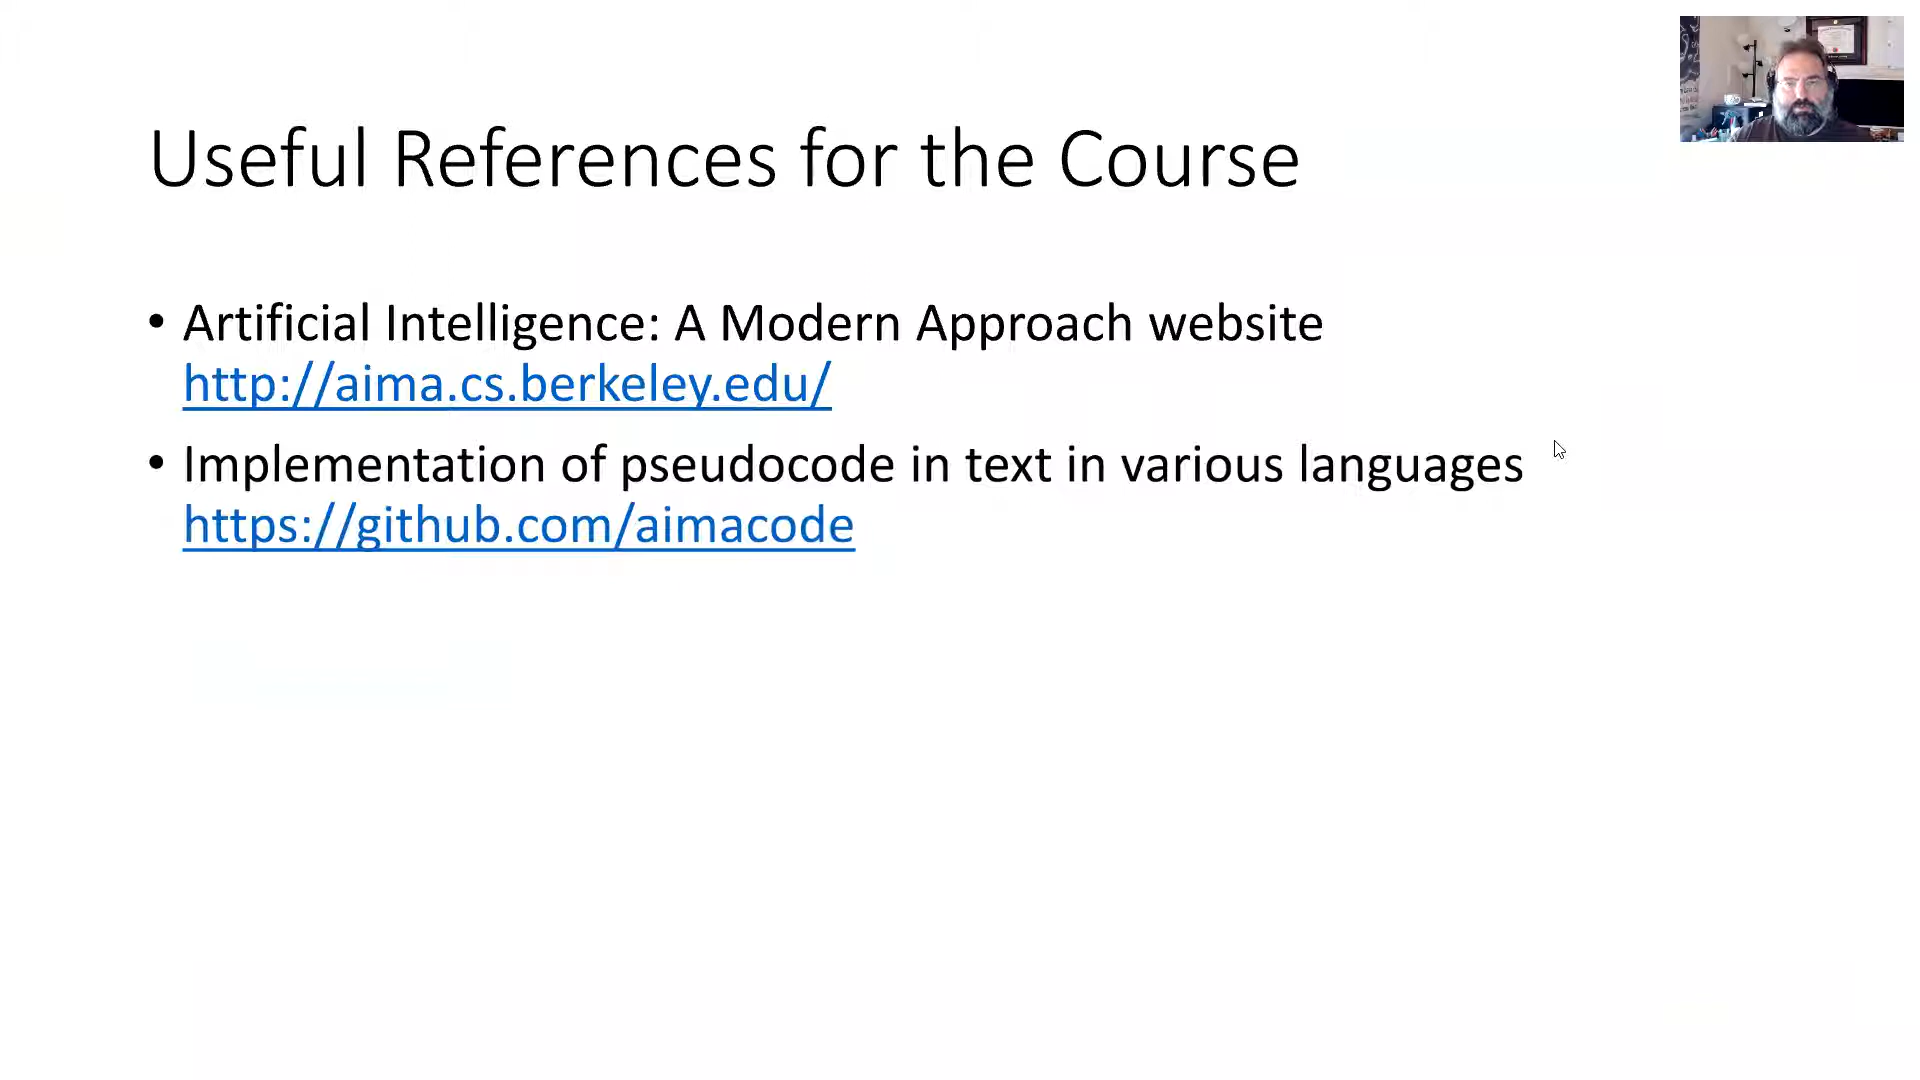 Useful References for the Course
• Artificial Intelligence: A Modern Approach website
http://aima.cs.berkeley.edu/
• Implementation of pseudocode in text in various languages
https://github.com/aimacode